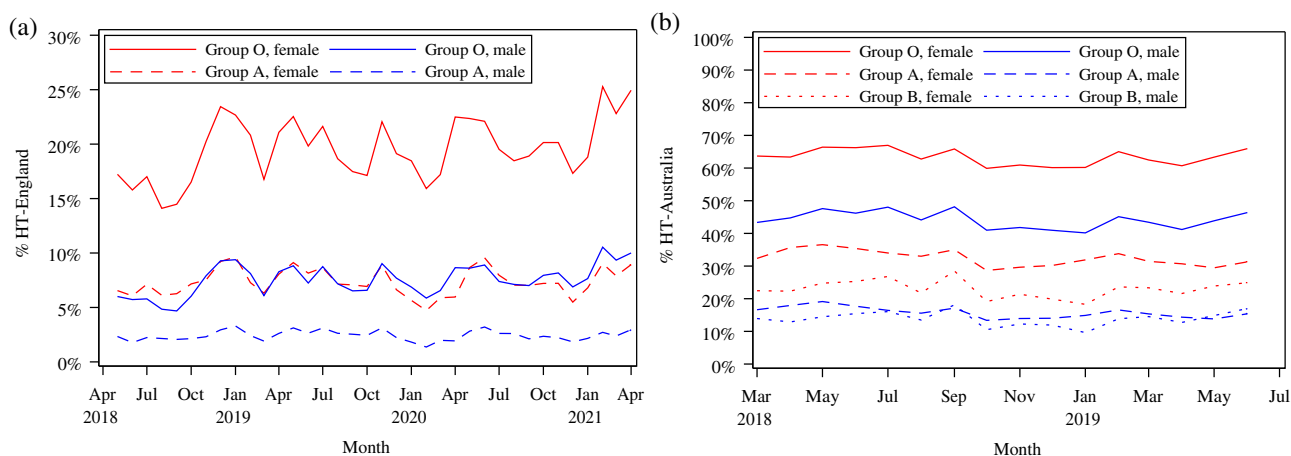 (a)
30%
25%
20%
15%
10%
5%
0%
% HT-England
Group O, female
Group O, male
Group A, female
Group A, male
Apr Jul Oct Jan Apr Jul Oct Jan Apr Jul Oct Jan Apr
2018 2019 2020 2021
Month
(b)
100%
90%
80%
70%
60%
50%
40%
30%
20%
10%
0%
% HT-Australia
Group O, female
Group O, male
Group A, female
Group A, male
Group B, female
Group B, male
Mar May Jul Sep Nov Jan Mar May Jul
2018 2019
Month